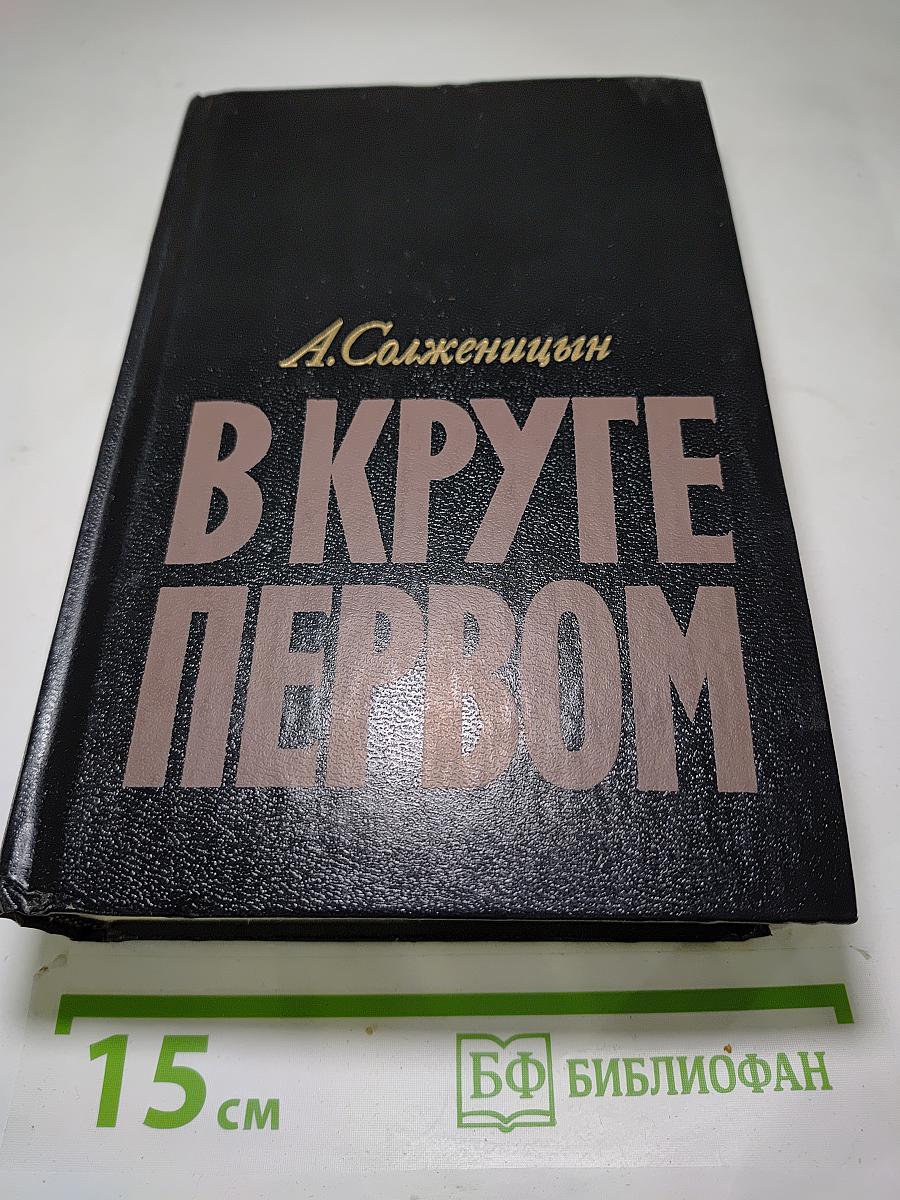 А. Солженицын
В КРУГЕ
ПЕРВОМ
15 см
БФ БИБЛИОФАН